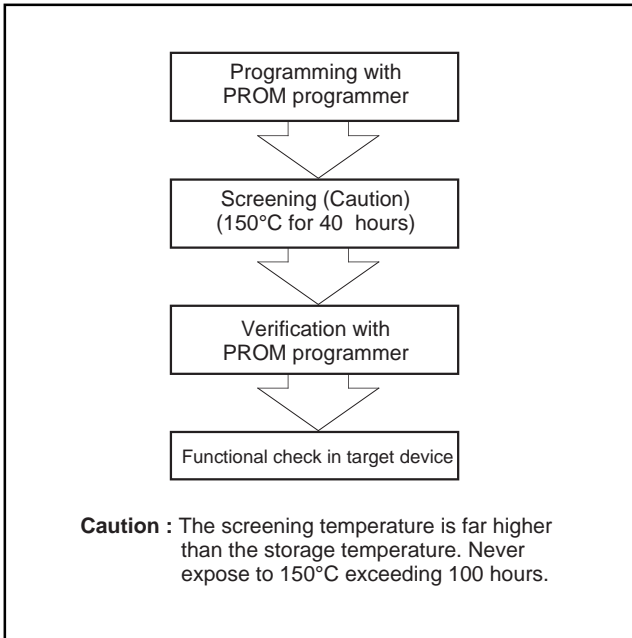 Programming with
PROM programmer
Screening (Caution)
(150°C for 40 hours)
Verification with
PROM programmer
Functional check in target device
Caution : The screening temperature is far higher
than the storage temperature. Never
expose to 150°C exceeding 100 hours.